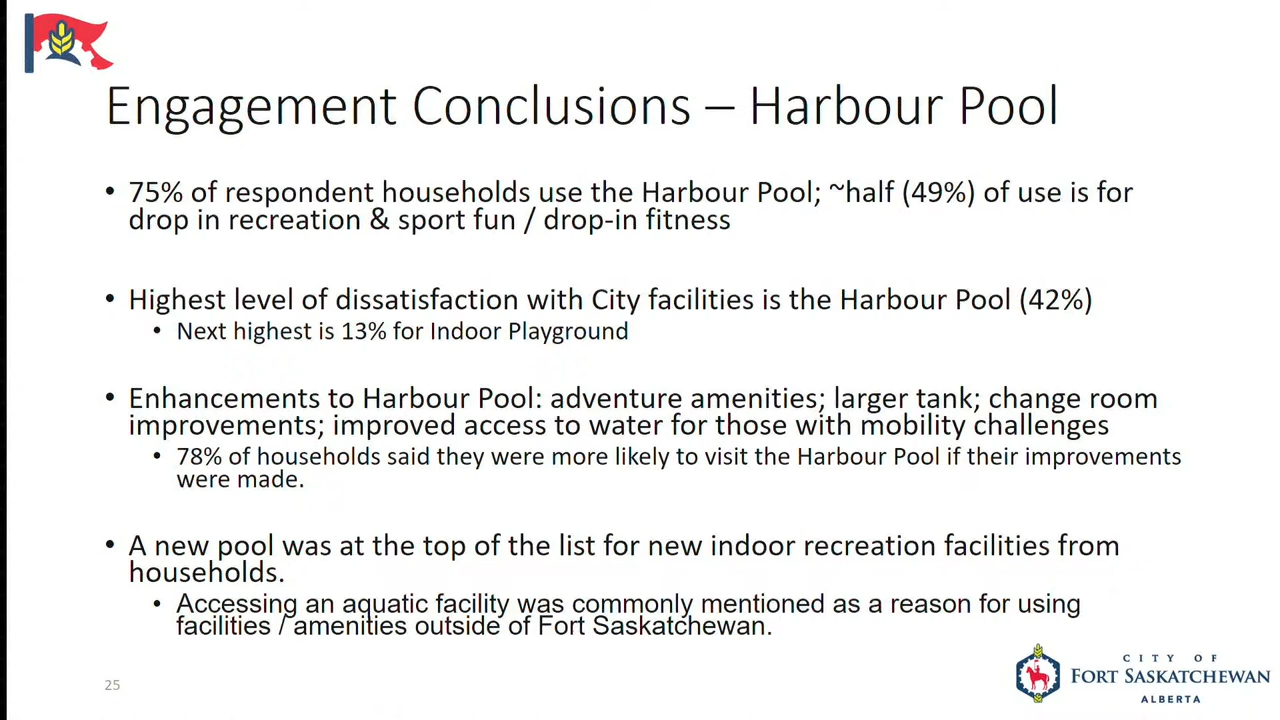 Engagement Conclusions – Harbour Pool
• 75% of respondent households use the Harbour Pool; ~half (49%) of use is for
drop in recreation & sport fun / drop-in fitness
• Highest level of dissatisfaction with City facilities is the Harbour Pool (42%)
• Next highest is 13% for Indoor Playground
• Enhancements to Harbour Pool: adventure amenities; larger tank; change room
improvements; improved access to water for those with mobility challenges
• 78% of households said they were more likely to visit the Harbour Pool if their improvements
were made.
• A new pool was at the top of the list for new indoor recreation facilities from
households.
• Accessing an aquatic facility was commonly mentioned as a reason for using
facilities / amenities outside of Fort Saskatchewan.
25
CITY OF
FORT SASKATCHEWAN
ALBERTA